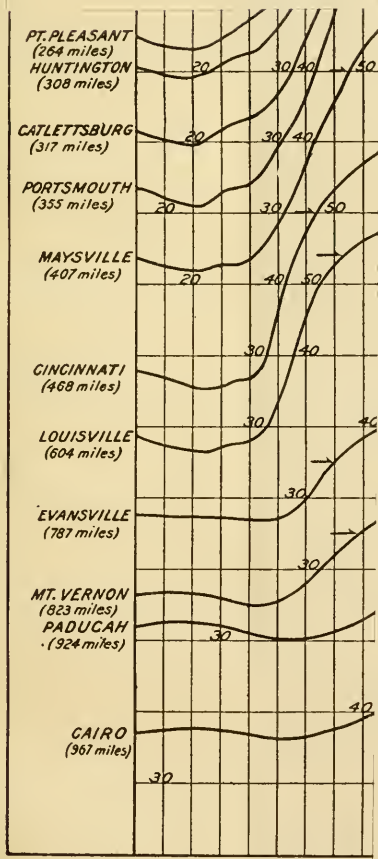 PT. PLEASANT
(264 miles)
20
30 40
50
HUNTINGTON
(308 miles)
CATLETTSBURG
(317 miles)
20
30 40
PORTSMOUTH
(355 miles)
20
30
50
MAYSVILLE
(407 miles)
20
40 50
CINCINNATI
(468 miles)
30
40
LOUISVILLE
(604 miles)
30
40
EVANSVILLE
(787 miles)
30
30
MT. VERNON
(823 miles)
PADUCAH
(924 miles)
30
40
CAIRO
(967 miles)
30